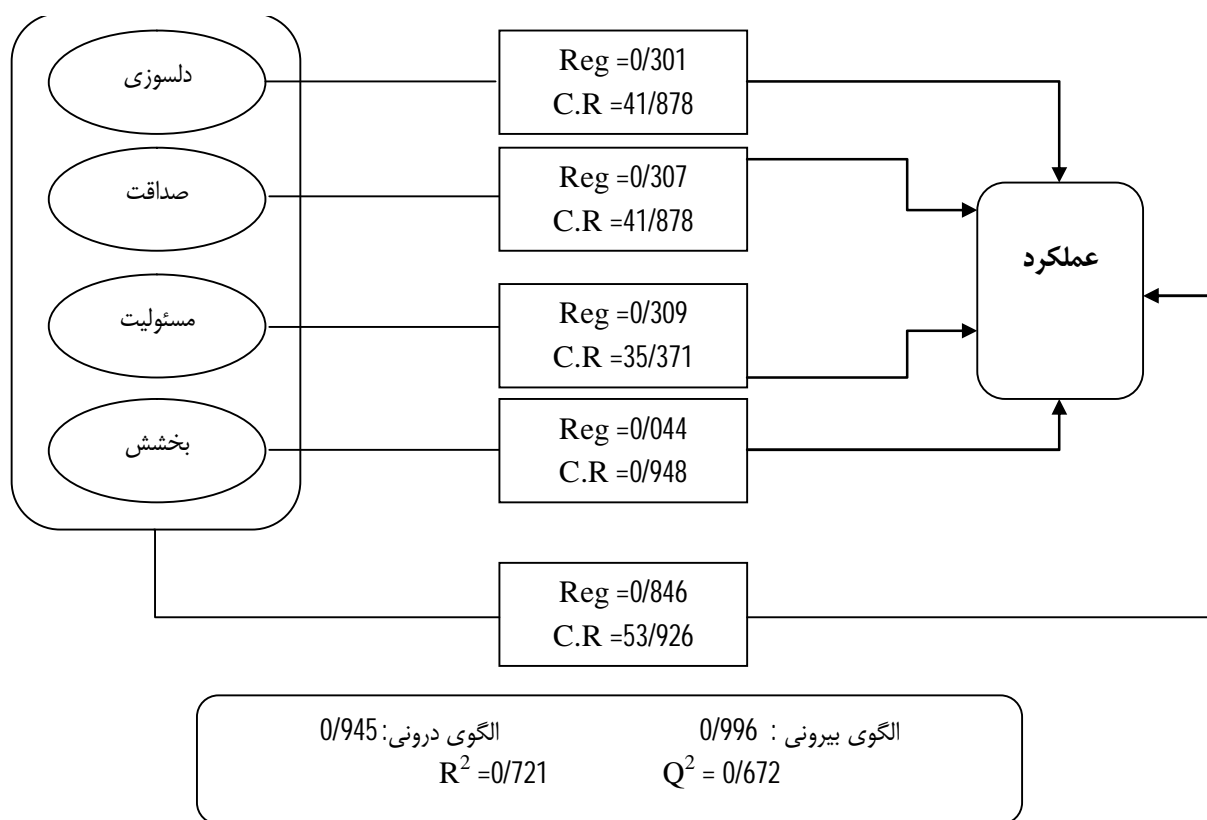 دلسوزی
Reg =0/301
C.R =41/878
صداقت
Reg =0/307
C.R =41/878
عملکرد
مسئولیت
Reg =0/309
C.R =35/371
بخشش
Reg =0/044
C.R =0/948
Reg =0/846
C.R =53/926
الگوی بیرونی : 0/996 الگوی درونی: 0/945
R² =0/721 Q² = 0/672